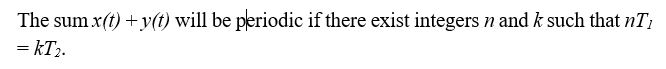 The sum x(t) + y(t) will be periodic if there exist integers n and k such that nT₁
= kT₂.